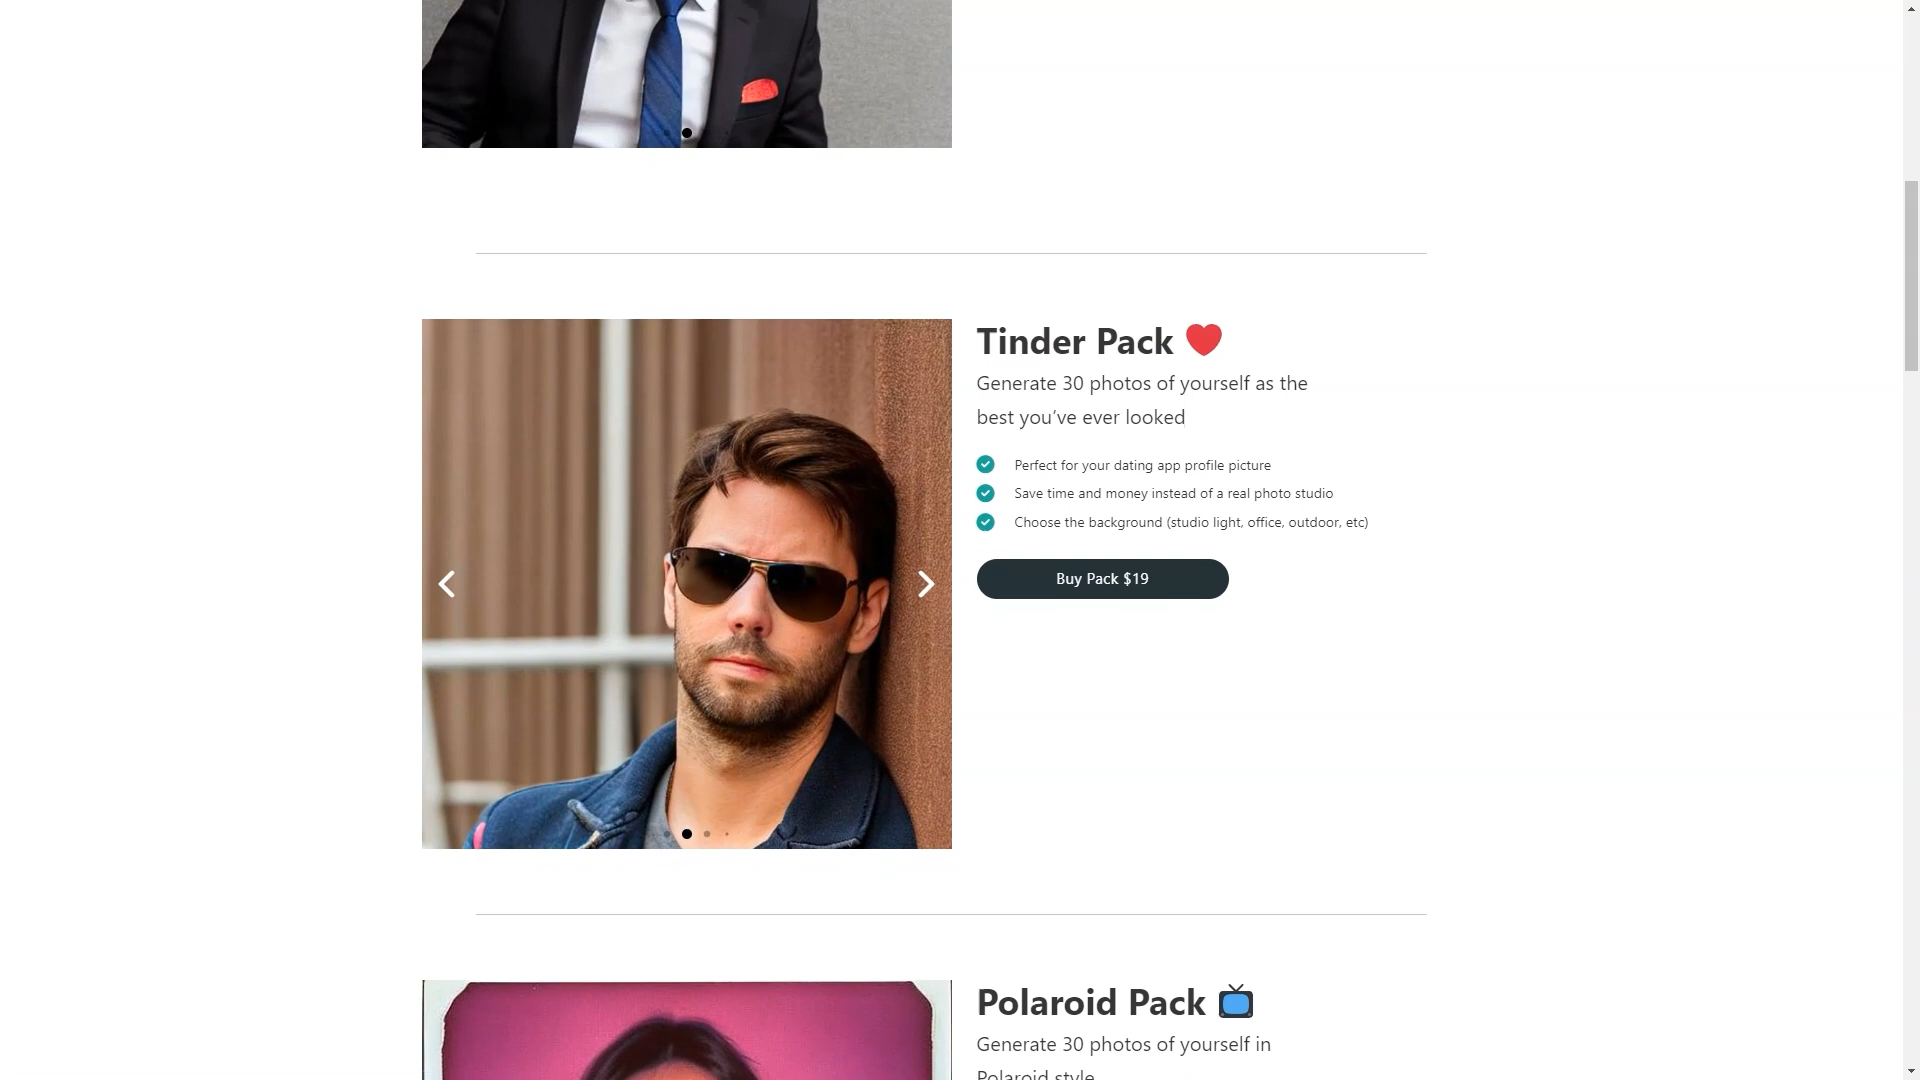 Tinder Pack ❤️
Generate 30 photos of yourself as the
best you’ve ever looked
Perfect for your dating app profile picture
Save time and money instead of a real photo studio
Choose the background (studio light, office, outdoor, etc)
Buy Pack $19
Polaroid Pack 📺
Generate 30 photos of yourself in
Polaroid style